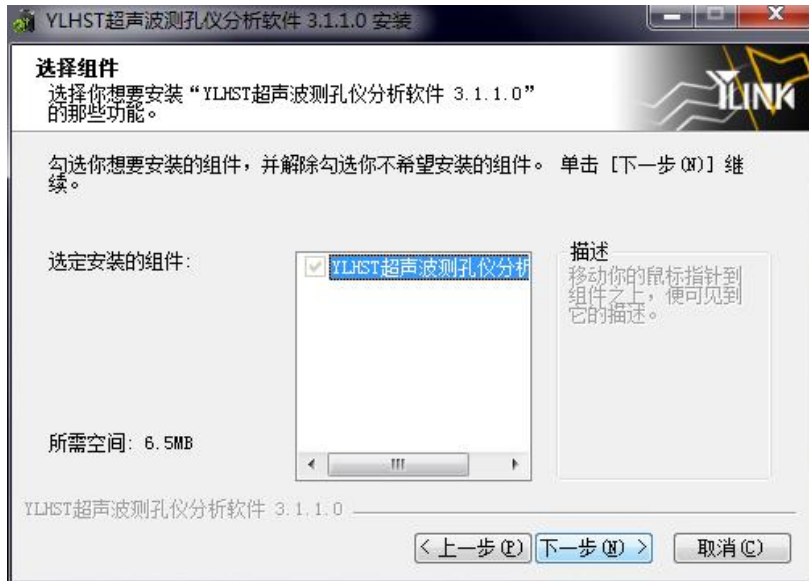 YLHST超声波测孔仪分析软件 3.1.1.0 安装
选择组件
选择你想要安装“YLHST超声波测孔仪分析软件 3.1.1.0”
的那些功能。
YLINK
勾选你想要安装的组件，并解除勾选你不希望安装的组件。 单击 [下一步(N)] 继
续。
选定安装的组件:
YLHST超声波测孔仪分析
描述
移动你的鼠标指针到
组件之上，便可见到
它的描述。
所需空间: 6.5MB
YLHST超声波测孔仪分析软件 3.1.1.0
< 上一步(P)
下一步(N) >
取消(C)